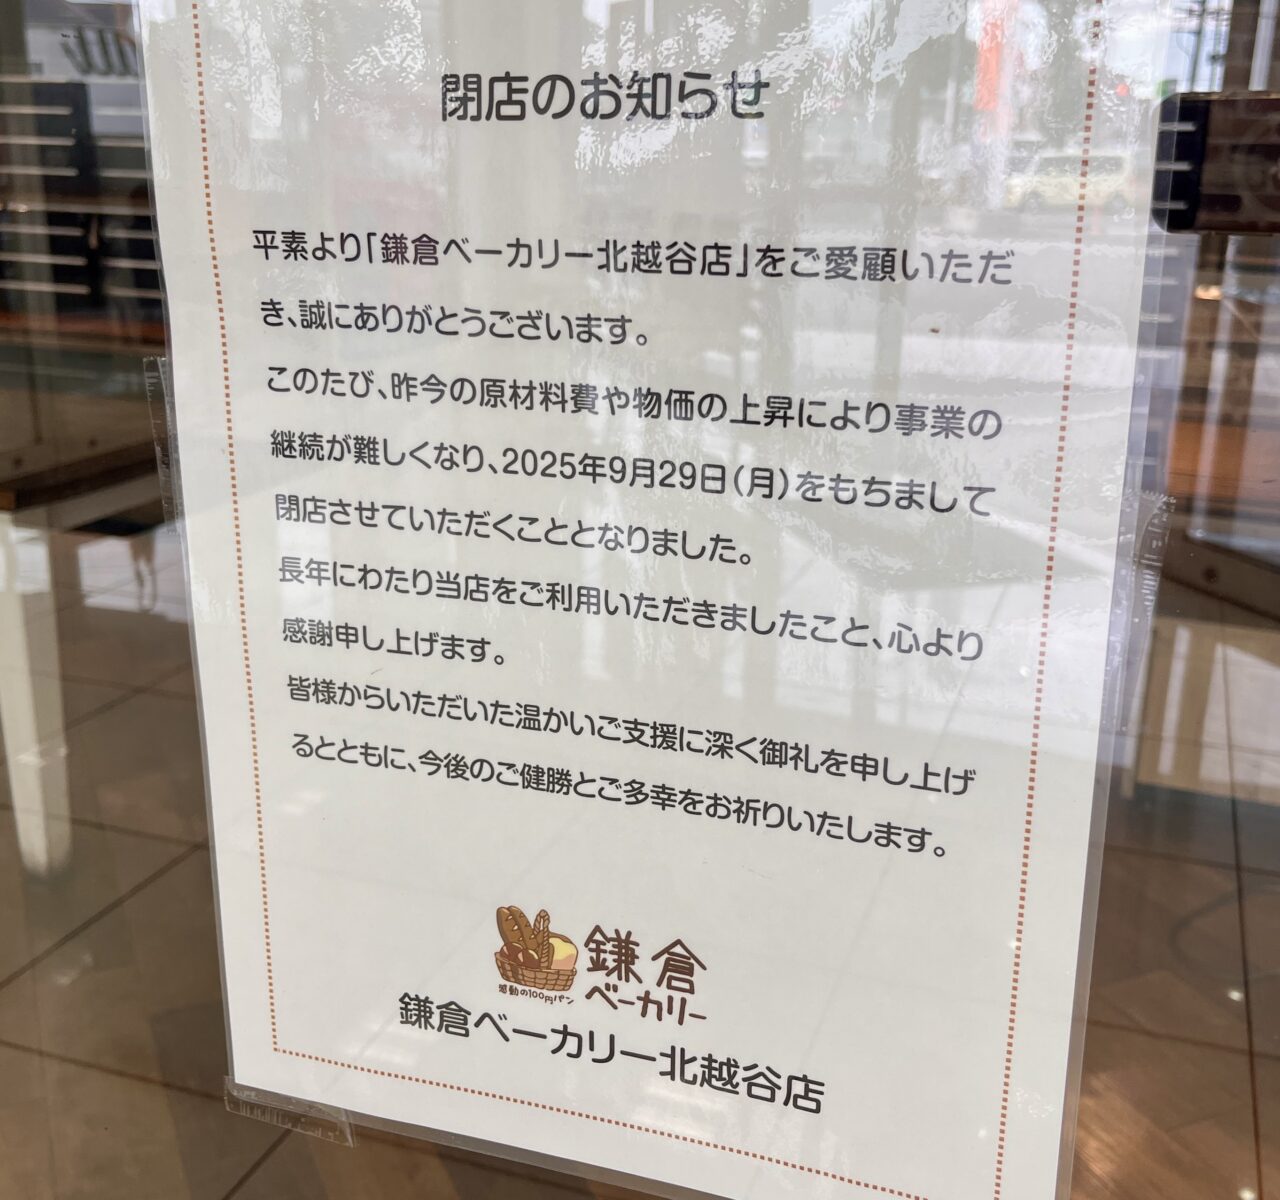 閉店のお知らせ
平素より「鎌倉ベーカリー北越谷店」をご愛顧いただ
き、誠にありがとうございます。
このたび、昨今の原材料費や物価の上昇により事業の
継続が難しくなり、2025年9月29日(月)をもちまして
閉店させていただくこととなりました。
長年にわたり当店をご利用いただきましたこと、心より
感謝申し上げます。
皆様からいただいた温かいご支援に深く御礼を申し上げ
るとともに、今後のご健勝とご多幸をお祈りいたします。
鎌倉
ベーカリー
感動の100円パン
鎌倉ベーカリー北越谷店